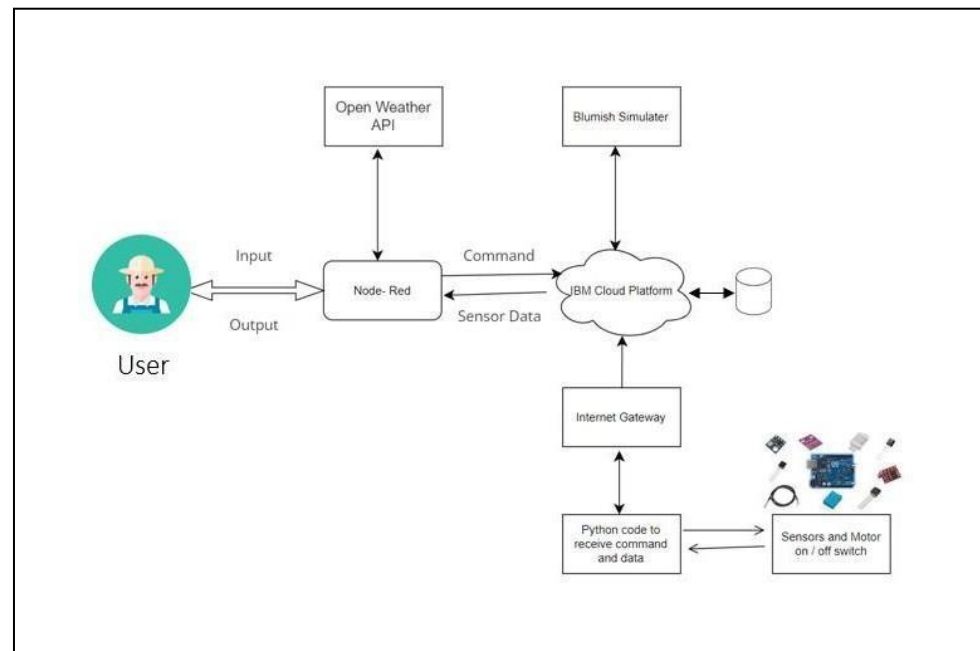 Open Weather
API
Blumish Simulater
Input
Command
Node- Red
IBM Cloud Platform
Output
Sensor Data
User
Internet Gateway
Python code to
receive command
and data
Sensors and Motor
on / off switch